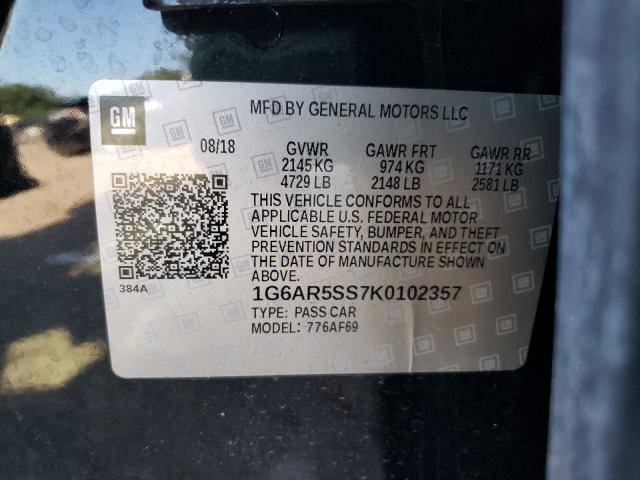 GM
MFD BY GENERAL MOTORS LLC
08/18 GVWR GAWR FRT GAWR RR
2145 KG 974 KG 1171 KG
4729 LB 2148 LB 2581 LB
THIS VEHICLE CONFORMS TO ALL
APPLICABLE U.S. FEDERAL MOTOR
VEHICLE SAFETY, BUMPER, AND THEFT
PREVENTION STANDARDS IN EFFECT ON
THE DATE OF MANUFACTURE SHOWN
ABOVE.
384A
1G6AR5SS7K0102357
TYPE: PASS CAR
MODEL: 776AF69